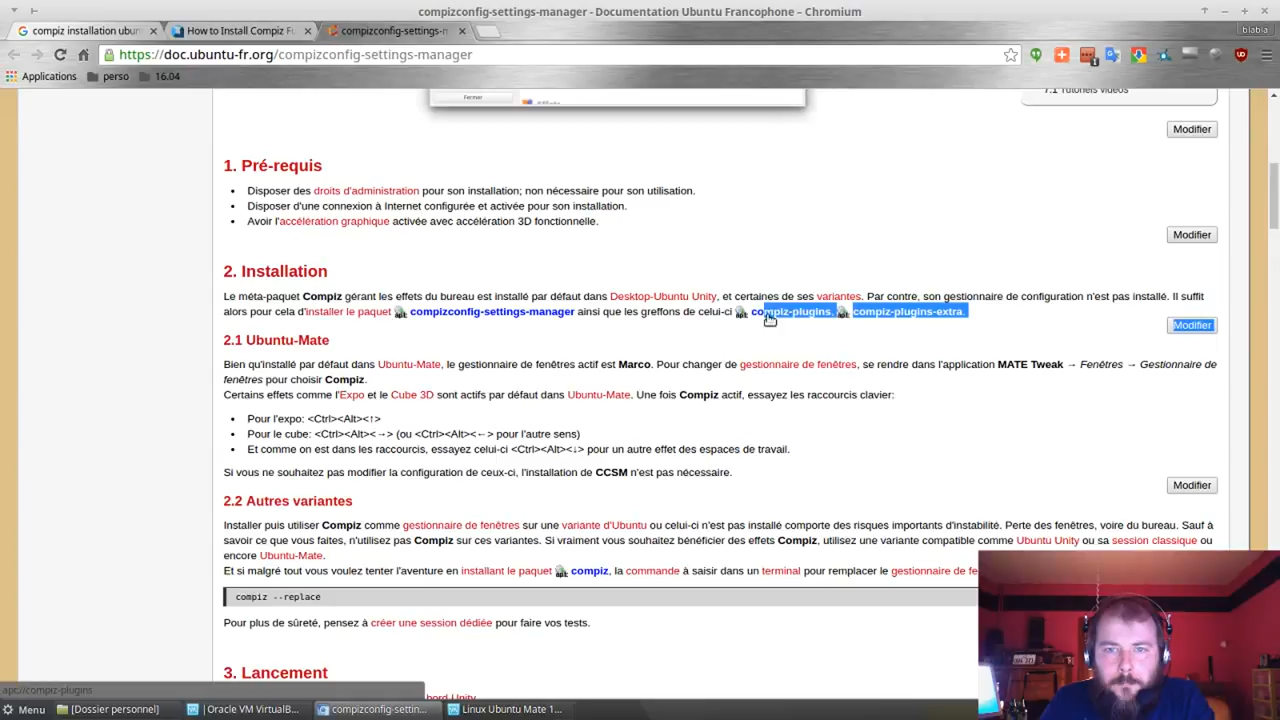 compizconfig-settings-manager - Documentation Ubuntu Francophone – Chromium
compiz installation ubun
How to Install Compiz Fu
compizconfig-settings-m
blabla
https://doc.ubuntu-fr.org/compizconfig-settings-manager
Applications perso 16.04
Fermer
7.1 Tutoriels vidéos
Modifier
1. Pré-requis
• Disposer des droits d'administration pour son installation; non nécessaire pour son utilisation.
• Disposer d'une connexion à Internet configurée et activée pour son installation.
• Avoir l'accélération graphique activée avec accélération 3D fonctionnelle.
Modifier
2. Installation
Le méta-paquet Compiz gérant les effets du bureau est installé par défaut dans Desktop-Ubuntu Unity, et certaines de ses variantes. Par contre, son gestionnaire de configuration n'est pas installé. Il suffit
alors pour cela d'installer le paquet compizconfig-settings-manager ainsi que les greffons de celui-ci compiz-plugins, compiz-plugins-extra.
Modifier
2.1 Ubuntu-Mate
Bien qu'installé par défaut dans Ubuntu-Mate, le gestionnaire de fenêtres actif est Marco. Pour changer de gestionnaire de fenêtres, se rendre dans l'application MATE Tweak → Fenêtres → Gestionnaire de
fenêtres pour choisir Compiz.
Certains effets comme l'Expo et le Cube 3D sont actifs par défaut dans Ubuntu-Mate. Une fois Compiz actif, essayez les raccourcis clavier:
• Pour l'expo: <Ctrl><Alt><↑>
• Pour le cube: <Ctrl><Alt><→> (ou <Ctrl><Alt><←> pour l'autre sens)
• Et comme on est dans les raccourcis, essayez celui-ci <Ctrl><Alt><↓> pour un autre effet des espaces de travail.
Si vous ne souhaitez pas modifier la configuration de ceux-ci, l'installation de CCSM n'est pas nécessaire.
Modifier
2.2 Autres variantes
Installer puis utiliser Compiz comme gestionnaire de fenêtres sur une variante d'Ubuntu ou celui-ci n'est pas installé comporte des risques importants d'instabilité. Perte des fenêtres, voire du bureau. Sauf à
savoir ce que vous faites, n'utilisez pas Compiz sur ces variantes. Si vraiment vous souhaitez bénéficier des effets Compiz, utilisez une variante compatible comme Ubuntu Unity ou sa session classique ou
encore Ubuntu-Mate.
Et si malgré tout vous voulez tenter l'aventure en installant le paquet compiz, la commande à saisir dans un terminal pour remplacer le gestionnaire de fe
compiz --replace
Pour plus de sûreté, pensez à créer une session dédiée pour faire vos tests.
3. Lancement
bord Unity
apt://compiz-plugins
Menu [Dossier personnel] [Oracle VM VirtualB... compizconfig-settin... Linux Ubuntu Mate 1...